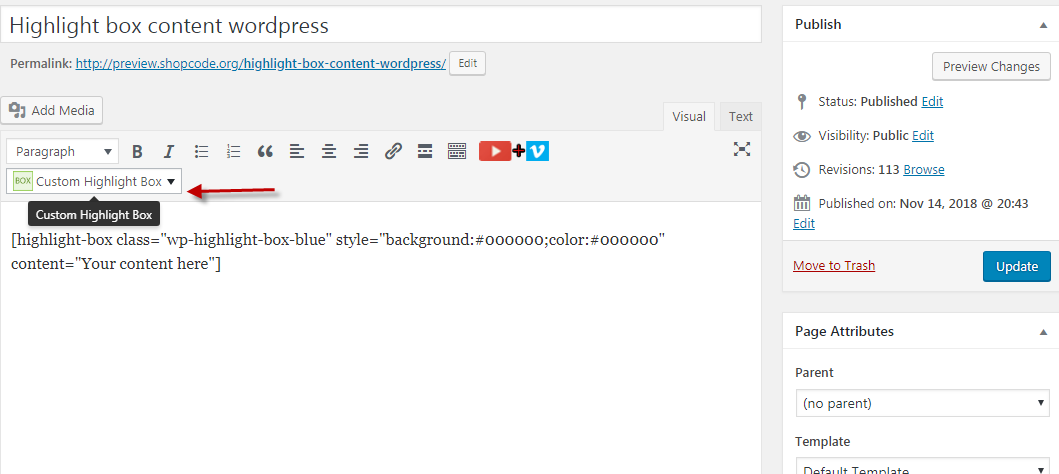 Highlight box content wordpress
Permalink: http://preview.shopcode.org/highlight-box-content-wordpress/ Edit
Add Media
Visual Text
Paragraph B I
BOX Custom Highlight Box
Custom Highlight Box
[highlight-box class="wp-highlight-box-blue" style="background:#000000;color:#000000"
content="Your content here"]
Publish
Preview Changes
Status: Published Edit
Visibility: Public Edit
Revisions: 113 Browse
Published on: Nov 14, 2018 @ 20:43
Edit
Move to Trash Update
Page Attributes
Parent
(no parent)
Template
Default Template